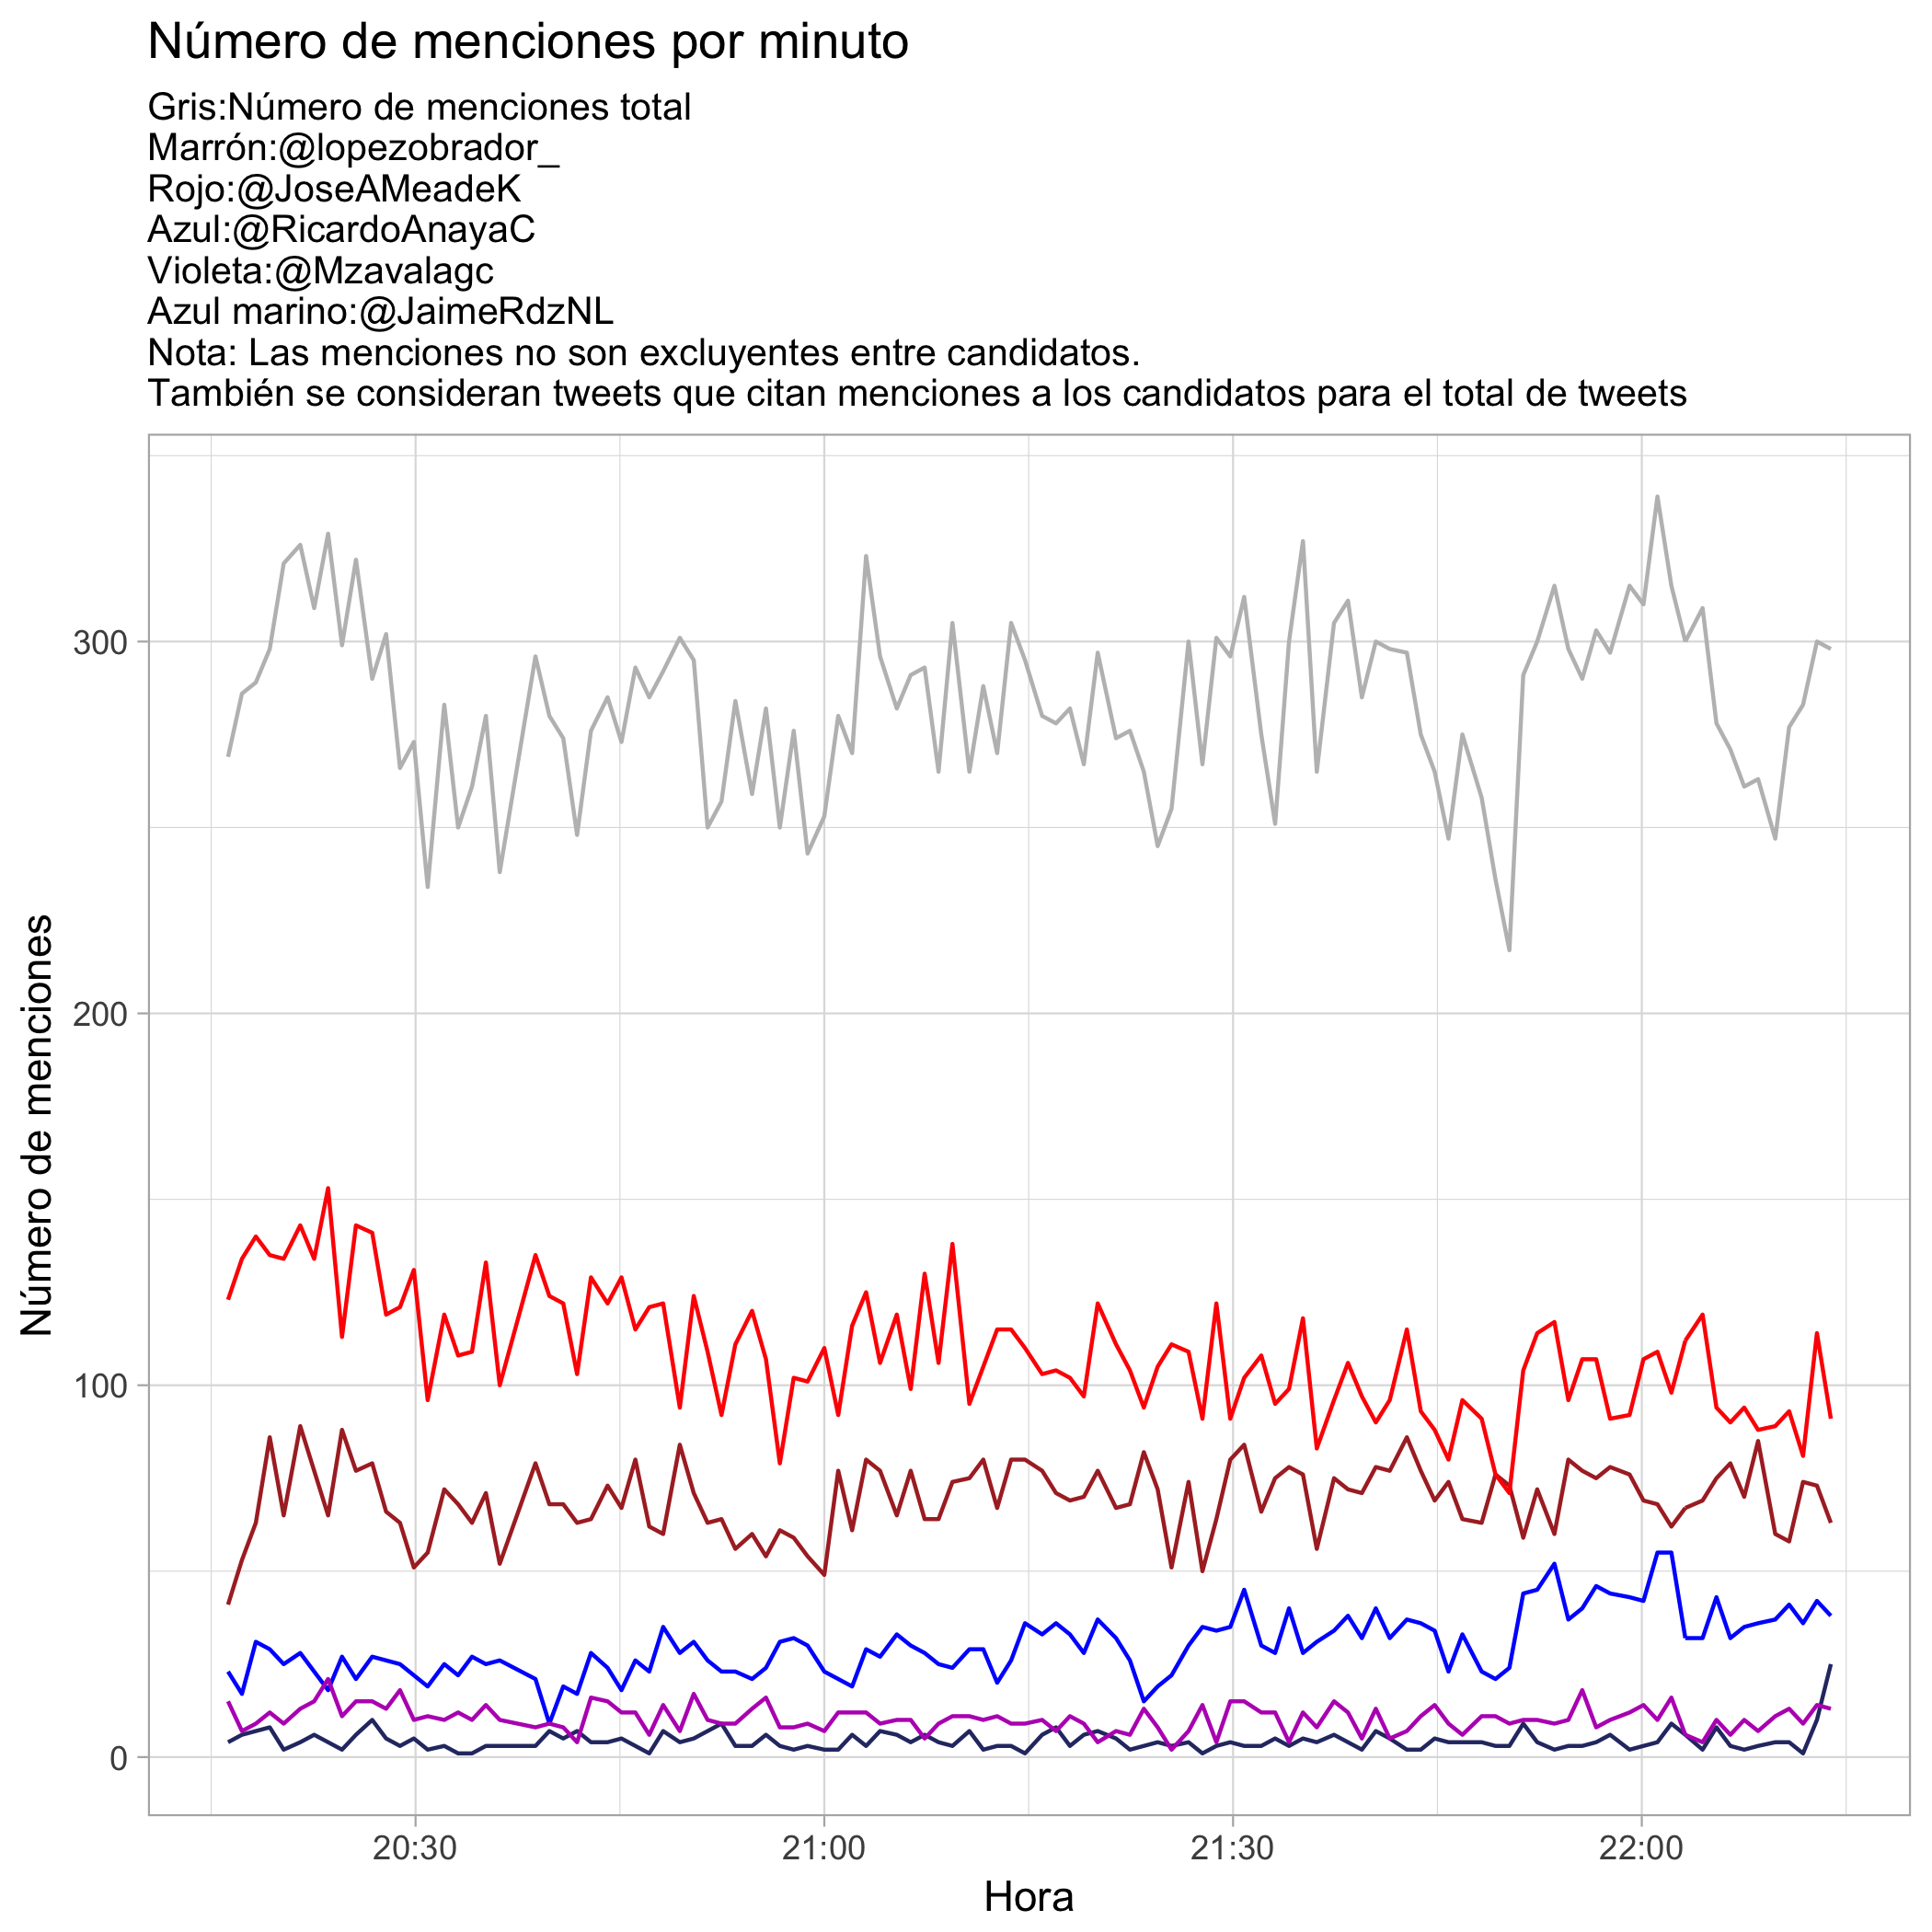 Número de menciones por minuto
Gris:Número de menciones total
Marrón:@lopezobrador_
Rojo:@JoseAMeadeK
Azul:@RicardoAnayaC
Violeta:@Mzavalagc
Azul marino:@JaimeRdzNL
Nota: Las menciones no son excluyentes entre candidatos.
También se consideran tweets que citan menciones a los candidatos para el total de tweets
Número de menciones
300
200
100
0
20:30
21:00
21:30
22:00
Hora